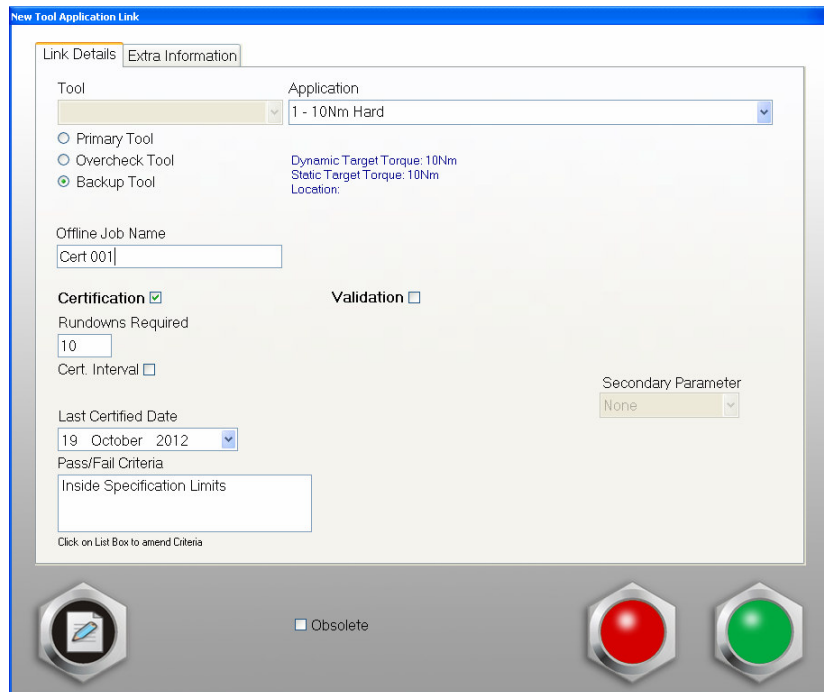 New Tool Application Link
Link Details Extra Information
Tool Application
1 - 10Nm Hard
Primary Tool
Overcheck Tool
Backup Tool
Dynamic Target Torque: 10Nm
Static Target Torque: 10Nm
Location:
Offline Job Name
Cert 001
Certification Validation
Rundowns Required
10
Cert. Interval
Secondary Parameter
None
Last Certified Date
19 October 2012
Pass/Fail Criteria
Inside Specification Limits
Click on List Box to amend Criteria
Obsolete